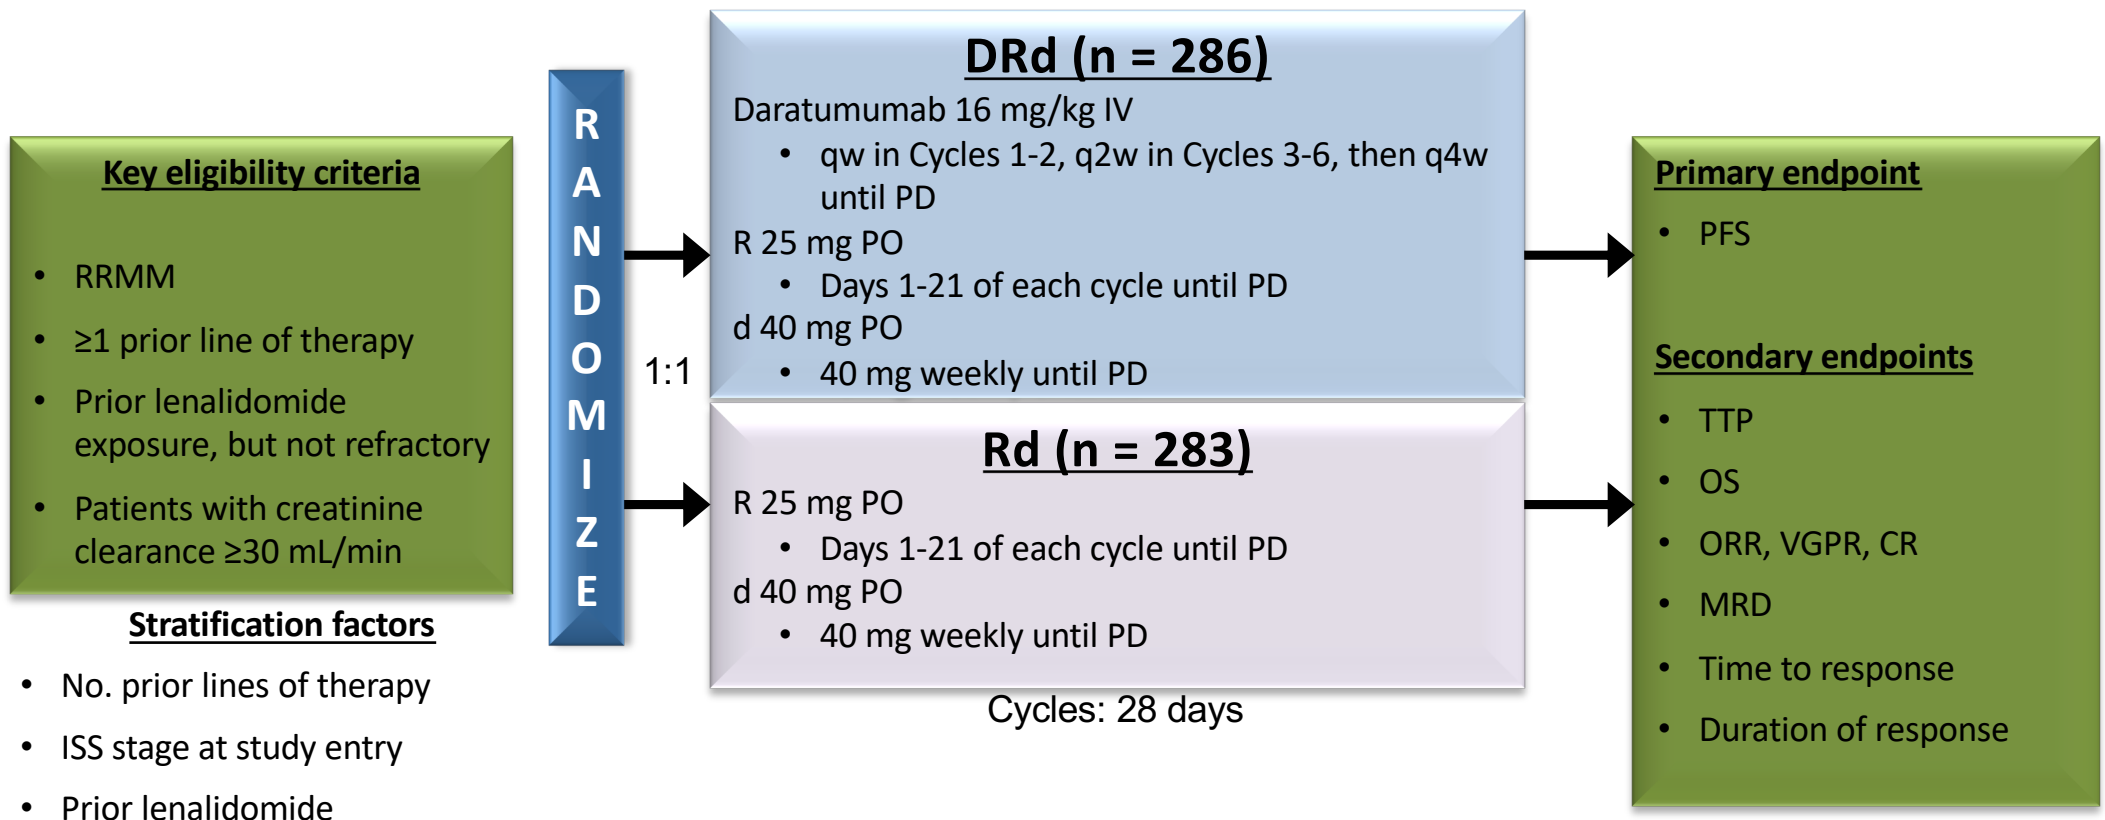 Key eligibility criteria
• RRMM
• ≥1 prior line of therapy
• Prior lenalidomide
exposure, but not refractory
• Patients with creatinine
clearance ≥30 mL/min
Stratification factors
• No. prior lines of therapy
• ISS stage at study entry
• Prior lenalidomide
R
A
N
D
O
M
I
Z
E
1:1
DRd (n = 286)
Daratumumab 16 mg/kg IV
• qw in Cycles 1-2, q2w in Cycles 3-6, then q4w
until PD
R 25 mg PO
• Days 1-21 of each cycle until PD
d 40 mg PO
• 40 mg weekly until PD
Rd (n = 283)
R 25 mg PO
• Days 1-21 of each cycle until PD
d 40 mg PO
• 40 mg weekly until PD
Cycles: 28 days
Primary endpoint
• PFS
Secondary endpoints
• TTP
• OS
• ORR, VGPR, CR
• MRD
• Time to response
• Duration of response